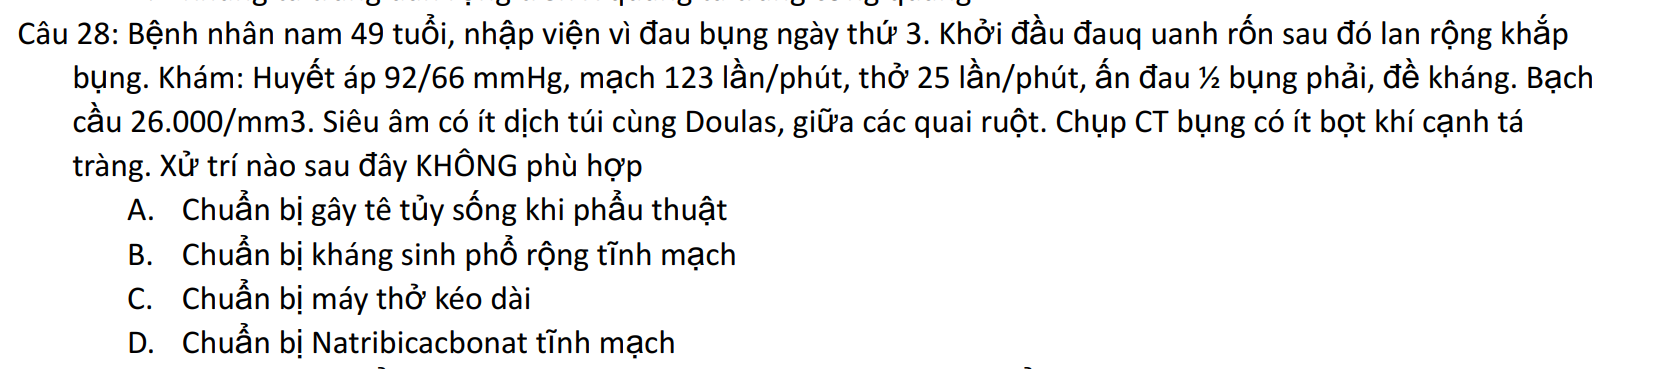 Câu 28: Bệnh nhân nam 49 tuổi, nhập viện vì đau bụng ngày thứ 3. Khởi đầu đauq uanh rốn sau đó lan rộng khắp
bụng. Khám: Huyết áp 92/66 mmHg, mạch 123 lần/phút, thở 25 lần/phút, ấn đau ½ bụng phải, đề kháng. Bạch
cầu 26.000/mm3. Siêu âm có ít dịch túi cùng Doulas, giữa các quai ruột. Chụp CT bụng có ít bọt khí cạnh tá
tràng. Xử trí nào sau đây KHÔNG phù hợp
A. Chuẩn bị gây tê tủy sống khi phẩu thuật
B. Chuẩn bị kháng sinh phổ rộng tĩnh mạch
C. Chuẩn bị máy thở kéo dài
D. Chuẩn bị Natribicacbonat tĩnh mạch